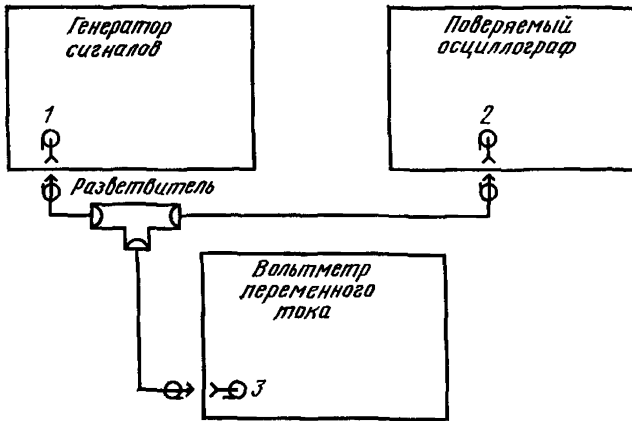 Генератор
сигналов
1
Поверяемый
осциллограф
2
Разветвитель
Вольтметр
переменного
тока
3